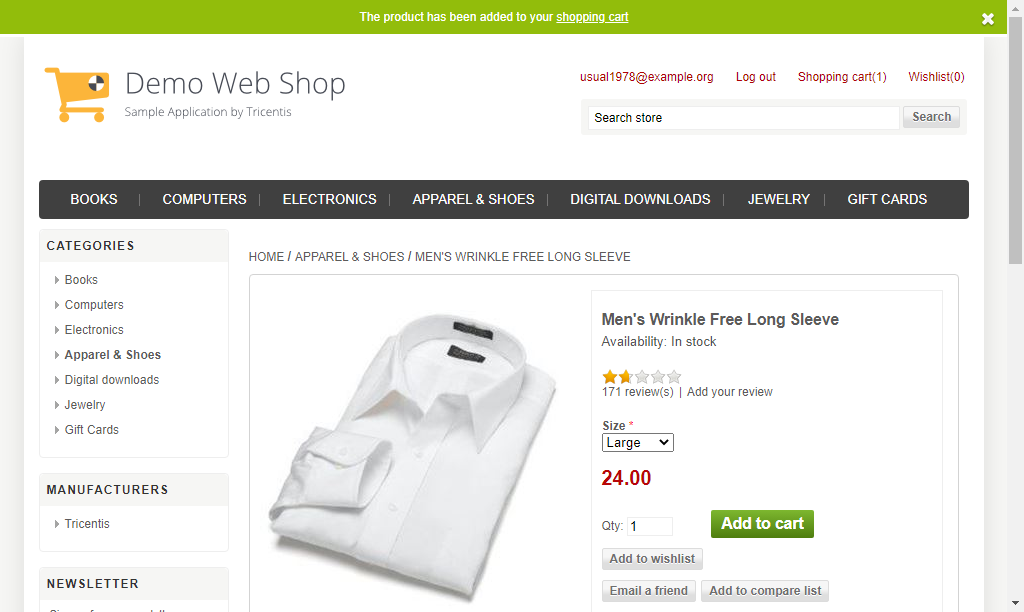 The product has been added to your shopping cart
Demo Web Shop
Sample Application by Tricentis
usual1978@example.org Log out Shopping cart(1) Wishlist(0)
Search store Search
BOOKS COMPUTERS ELECTRONICS APPAREL & SHOES DIGITAL DOWNLOADS JEWELRY GIFT CARDS
CATEGORIES
Books
Computers
Electronics
Apparel & Shoes
Digital downloads
Jewelry
Gift Cards
MANUFACTURERS
Tricentis
NEWSLETTER
HOME / APPAREL & SHOES / MEN'S WRINKLE FREE LONG SLEEVE
Men's Wrinkle Free Long Sleeve
Availability: In stock
171 review(s) | Add your review
Size *
Large
24.00
Qty: 1 Add to cart
Add to wishlist
Email a friend Add to compare list